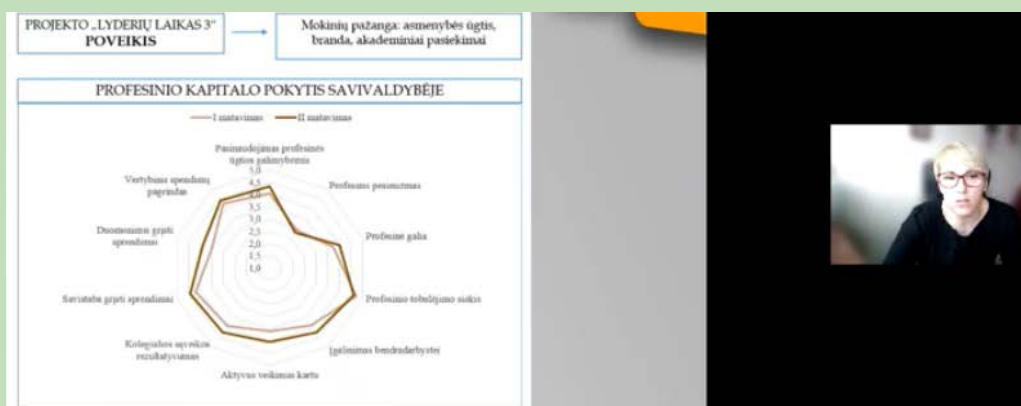 PROJEKTO „LYDERIŲ LAIKAS 3“
POVEIKIS
Mokinių pažanga: asmenybės ūgtis,
branda, akademiniai pasiekimai
PROFESINIO KAPITALO POKYTIS SAVIVALDYBĖJE
I matavimas
II matavimas
Pasinaudojimas profesinės
ūgties galimybėmis
Profesinis pesimizmas
Profesinė galia
Profesinio tobulėjimo siekis
Įgalinimas bendradarbystei
Aktyvus veikimas kartu
Kolegialios sąveikos
rezultatyvumas
Savistaba grįsti sprendimai
Duomenimis grįsti
sprendimai
Vertybinis sprendimų
pagrindas
5,0
4,5
4,0
3,5
3,0
2,5
2,0
1,5
1,0